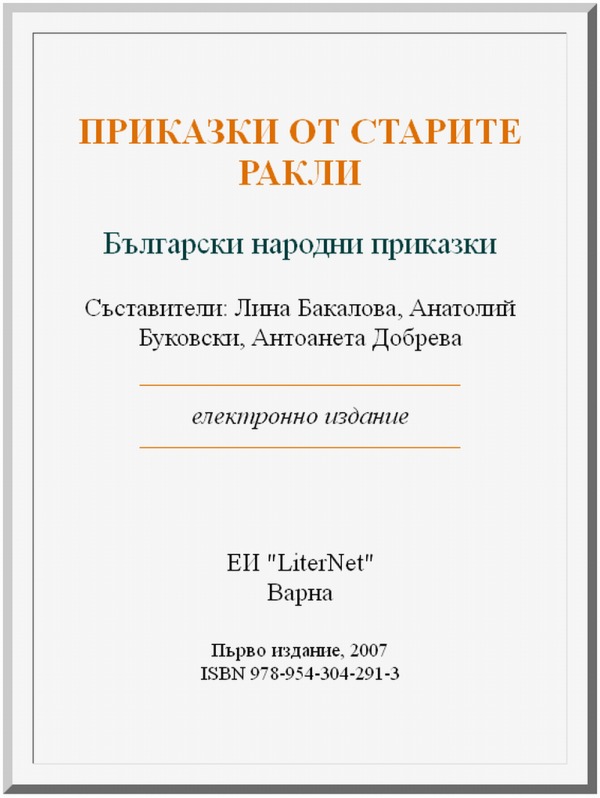 ПРИКАЗКИ ОТ СТАРИТЕ
РАКЛИ
Български народни приказки
Съставители: Лина Бакалова, Анатолий
Буковски, Антоанета Добрева
електронно издание
ЕИ "LiterNet"
Варна
Първо издание, 2007
ISBN 978-954-304-291-3